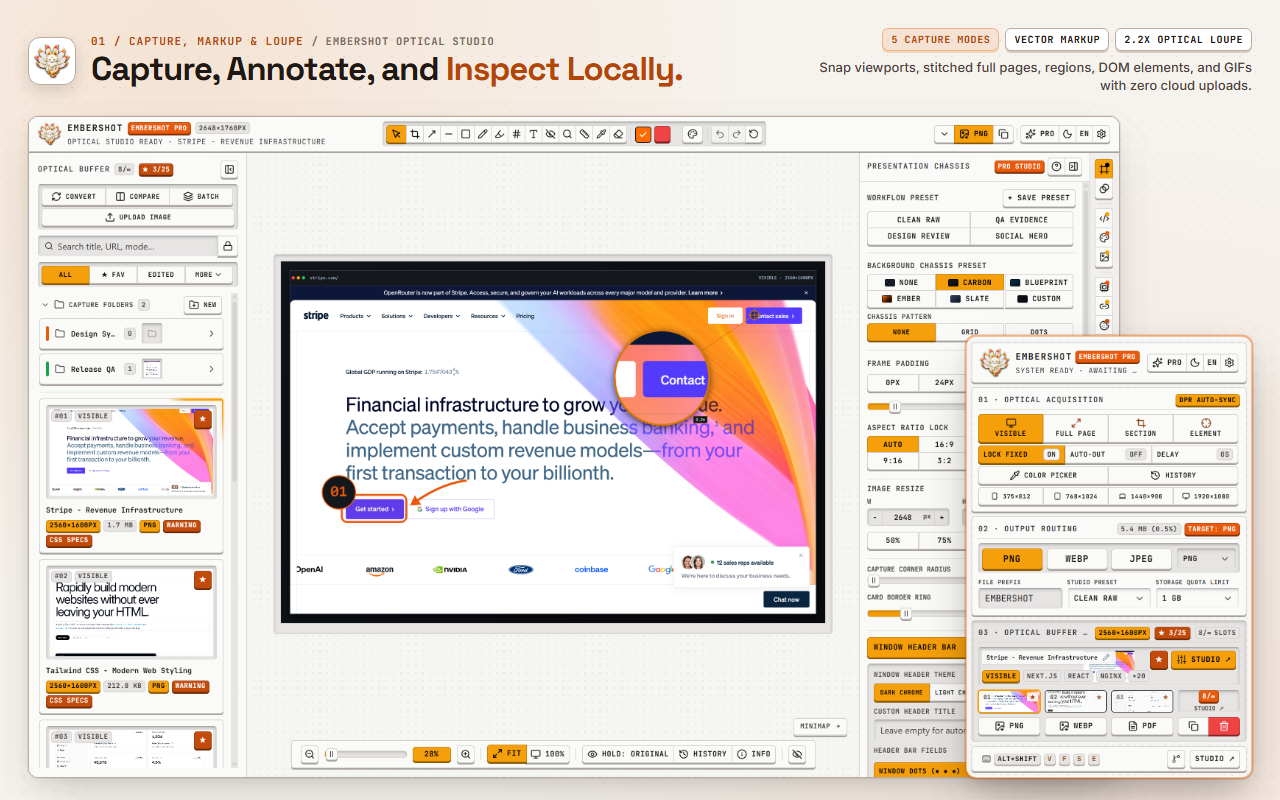 01 / CAPTURE, MARKUP & LOUPE / EMBERSHOT OPTICAL STUDIO
Capture, Annotate, and Inspect Locally.
5 CAPTURE MODES
VECTOR MARKUP
2.2X OPTICAL LOUPE
Snap viewports, stitched full pages, regions, DOM elements, and GIFs
with zero cloud uploads.
EMBERSHOT EMBERSHOT PRO 2648×1760PX
OPTICAL STUDIO READY · STRIPE - REVENUE INFRASTRUCTURE
PNG
PRO
EN
OPTICAL BUFFER 8/∞ ★ 3/25
CONVERT COMPARE BATCH
UPLOAD IMAGE
Search title, URL, mode...
ALL ★ FAV EDITED MORE
CAPTURE FOLDERS 2 NEW
Design Sy… 0
Release QA 1
#01 VISIBLE
Financial infrastructure to grow your revenue.
Stripe - Revenue Infrastructure
2560×1600PX 1.7 MB PNG WARNING
CSS SPECS
#02 VISIBLE
Rapidly build modern
websites without ever
leaving your HTML.
Tailwind CSS - Modern Web Styling
2560×1600PX 212.8 KB PNG WARNING
CSS SPECS
#03 VISIBLE
stripe.com/
VISIBLE · 2560×1600PX
OpenRouter is now part of Stripe. Access, secure, and govern your AI workloads across every major model and provider. Learn more ›
stripe Products Solutions Developers Resources Pricing Sign in Contact sales ›
Global GDP running on Stripe:
Contact
Financial infrastructure to grow your revenue.
Accept payments, handle business banking, and
implement custom revenue models—from your
first transaction to your billionth.
01
Get started ›
Sign up with Google
12 sales reps available
We're here to discuss your business needs.
OpenAI amazon NVIDIA Ford coinbase Google
Chat now
MINIMAP +
28% FIT 100% HOLD: ORIGINAL HISTORY INFO
PRESENTATION CHASSIS PRO STUDIO
WORKFLOW PRESET + SAVE PRESET
CLEAN RAW QA EVIDENCE
DESIGN REVIEW SOCIAL HERO
BACKGROUND CHASSIS PRESET
NONE CARBON BLUEPRINT
EMBER SLATE CUSTOM
CHASSIS PATTERN
NONE GRID DOTS
FRAME PADDING
0PX 24PX
ASPECT RATIO LOCK
AUTO 16:9
9:16 3:2
IMAGE RESIZE
W
- 2648 px +
50% 75%
CAPTURE CORNER RADIUS
CARD BORDER RING
WINDOW HEADER BAR
WINDOW HEADER THEME
DARK CHROME LIGHT CH
CUSTOM HEADER TITLE
Leave empty for auto
HEADER BAR FIELDS
WINDOW DOTS (● ● ●)
EMBERSHOT EMBERSHOT PRO
SYSTEM READY · AWAITING …
PRO EN
01 · OPTICAL ACQUISITION DPR AUTO-SYNC
VISIBLE FULL PAGE SECTION ELEMENT
LOCK FIXED ON AUTO-OUT OFF DELAY 0S
COLOR PICKER HISTORY
375×812 768×1024 1440×900 1920×1080
02 · OUTPUT ROUTING 5.4 MB (0.5%) TARGET: PNG
PNG WEBP JPEG PNG
FILE PREFIX STUDIO PRESET STORAGE QUOTA LIMIT
EMBERSHOT CLEAN RAW 1 GB
03 · OPTICAL BUFFER … 2560×1600PX ★ 3/25 8/∞ SLOTS
Stripe - Revenue Infrastructure ★ STUDIO ↗
VISIBLE NEXT.JS REACT NGINX +20
01 02 03 8/∞
STUDIO ↗
PNG WEBP PDF
ALT+SHIFT V F S E STUDIO ↗